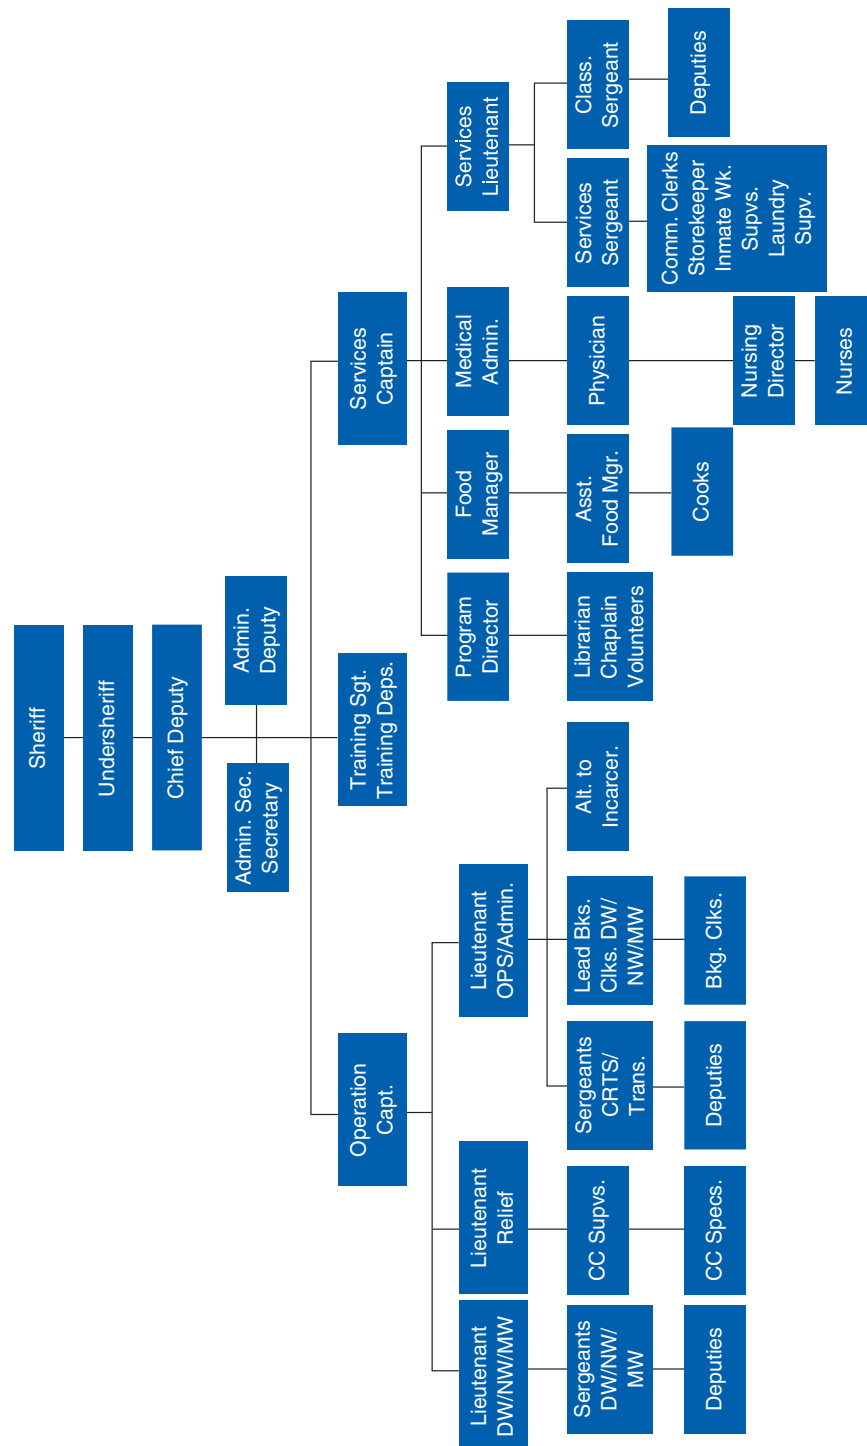 Sheriff
Undersheriff
Chief Deputy
Admin. Sec.
Secretary
Admin.
Deputy
Operation
Capt.
Training Sgt.
Training Deps.
Services
Captain
Lieutenant
DW/NW/MW
Lieutenant
Relief
Lieutenant
OPS/Admin.
Program
Director
Food
Manager
Medical
Admin.
Services
Lieutenant
Sergeants
DW/NW/
MW
CC Supvs.
Sergeants
CRTS/
Trans.
Lead Bks.
Clks. DW/
NW/MW
Alt. to
Incarcer.
Librarian
Chaplain
Volunteers
Asst.
Food Mgr.
Physician
Services
Sergeant
Class.
Sergeant
Deputies
CC Specs.
Deputies
Bkg. Clks.
Cooks
Nursing
Director
Nurses
Comm. Clerks
Storekeeper
Inmate Wk.
Supvs.
Laundry
Supv.
Deputies